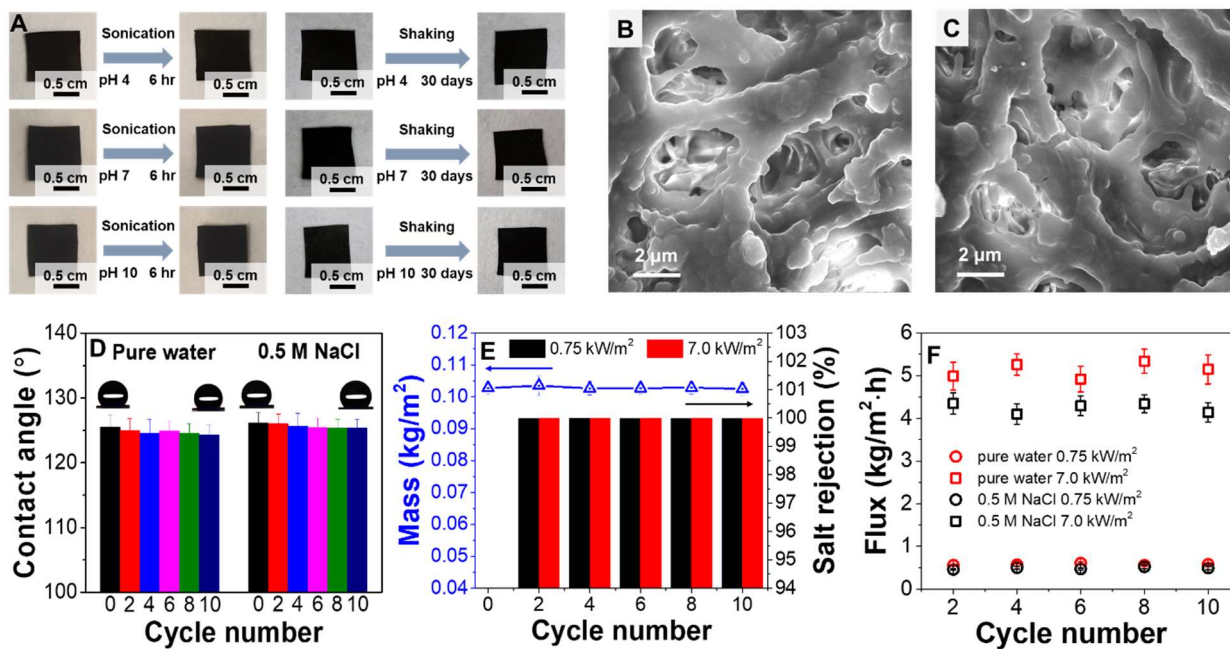 A
Sonication
pH 4 6 hr
0.5 cm
0.5 cm
Shaking
pH 4 30 days
0.5 cm
0.5 cm
Sonication
pH 7 6 hr
0.5 cm
0.5 cm
Shaking
pH 7 30 days
0.5 cm
0.5 cm
Sonication
pH 10 6 hr
0.5 cm
0.5 cm
Shaking
pH 10 30 days
0.5 cm
0.5 cm
B
2 µm
C
2 µm
D
Pure water 0.5 M NaCl
Contact angle (°)
140
130
120
110
100
0 2 4 6 8 10 0 2 4 6 8 10
Cycle number
E
0.75 kW/m² 7.0 kW/m²
Mass (kg/m²)
0.12
0.11
0.10
0.09
0.08
0.07
0.06
0.05
0.04
Salt rejection (%)
103
102
101
100
99
98
97
96
95
94
0 2 4 6 8 10
Cycle number
F
Flux (kg/m²·h)
6
5
4
3
2
1
0
pure water 0.75 kW/m²
pure water 7.0 kW/m²
0.5 M NaCl 0.75 kW/m²
0.5 M NaCl 7.0 kW/m²
2 4 6 8 10
Cycle number